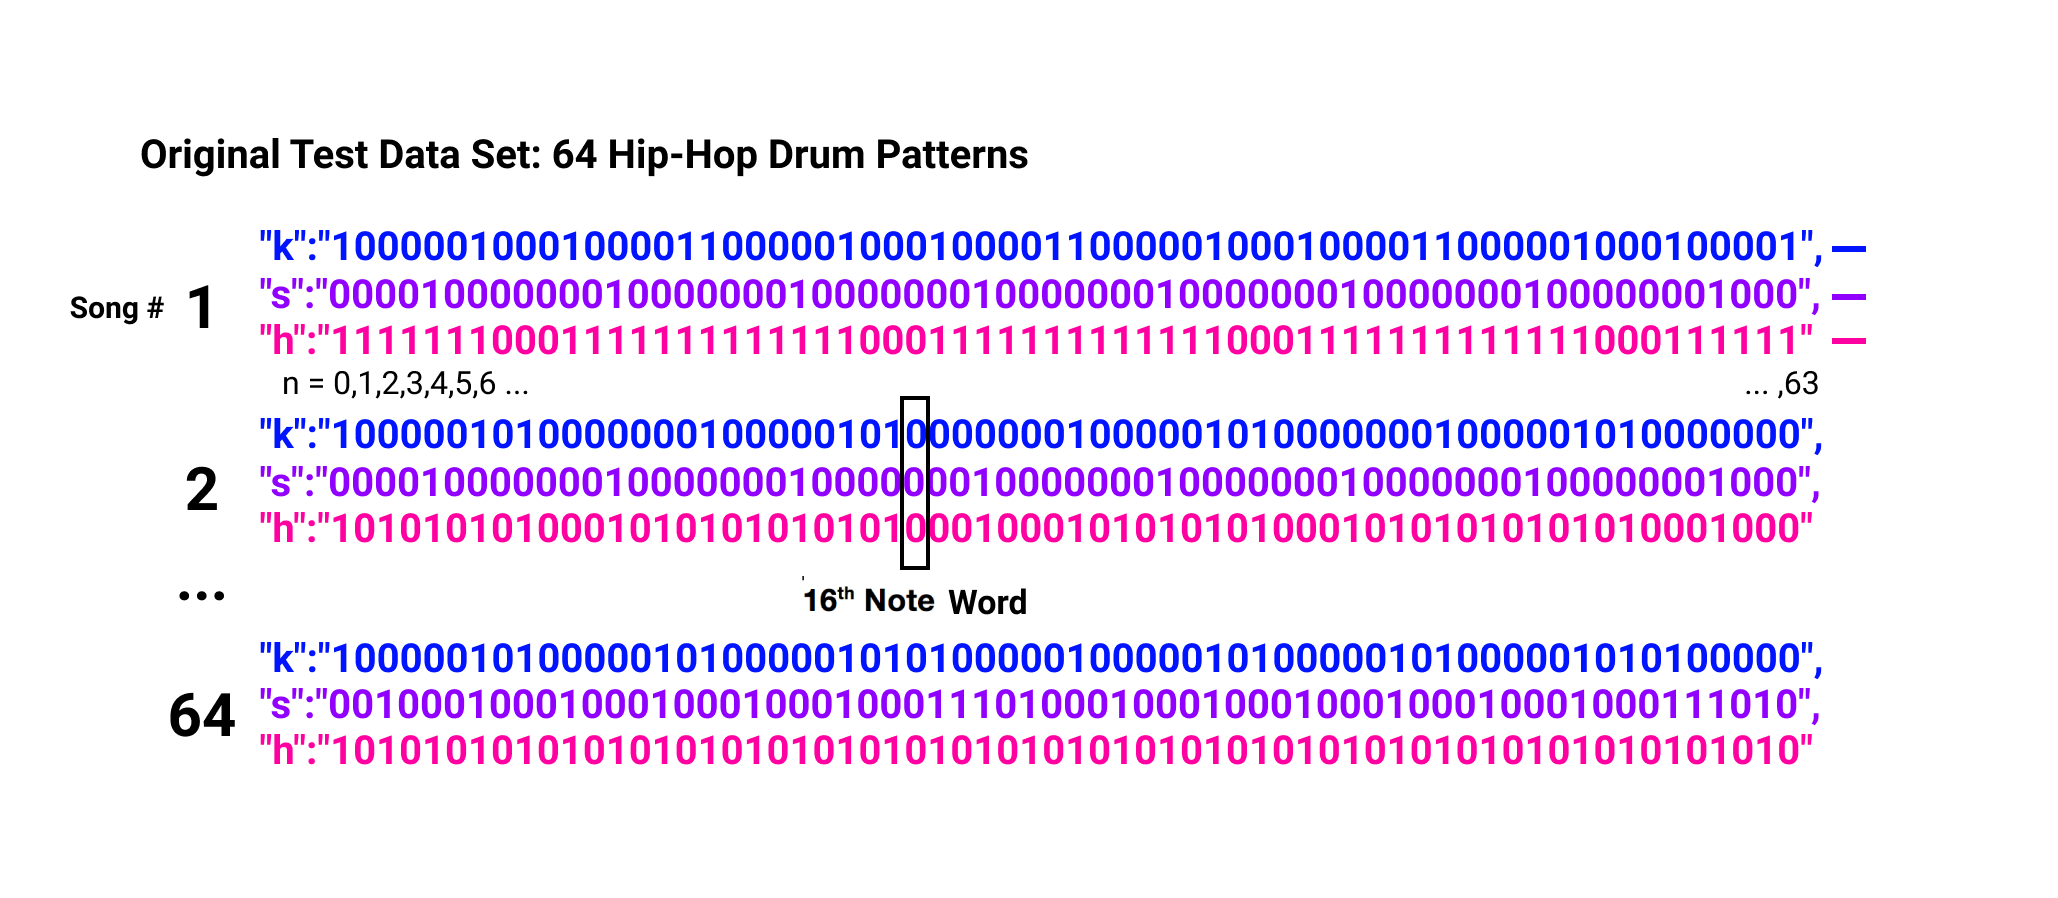 Original Test Data Set: 64 Hip-Hop Drum Patterns
"k":"1000001000100001100000100010000110000010001000011000001000100001",
Song # 1 "s":"0000100000001000000010000000100000001000000010000000100000001000",
"h":"1111111000111111111111100011111111111110001111111111111000111111"
n = 0,1,2,3,4,5,6 ... ... ,63
"k":"1000001010000000100000101000000010000010100000001000001010000000",
2 "s":"0000100000001000000010000000100000001000000010000000100000001000",
"h":"1010101010001010101010101000100010101010100010101010101010001000"
...
16th Note Word
"k":"1000001010000010100000101010000010000010100000101000001010100000",
64 "s":"0010001000100010001000100011101000100010001000100010001000111010",
"h":"1010101010101010101010101010101010101010101010101010101010101010"